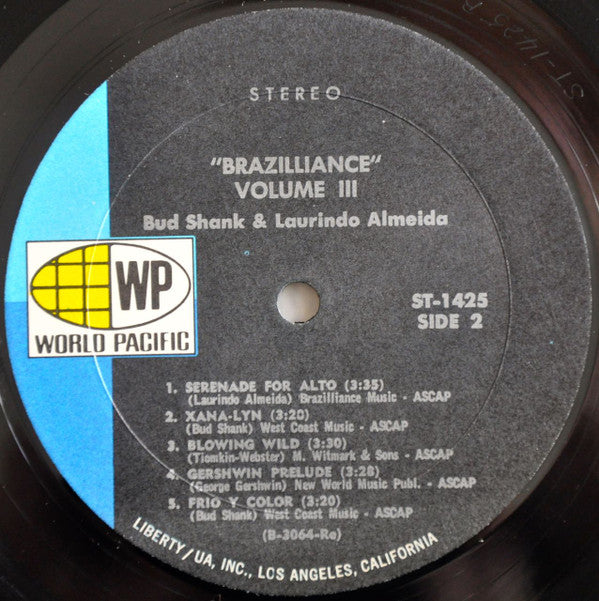 ST-1425 R
STEREO
"BRAZILLIANCE"
VOLUME III
Bud Shank & Laurindo Almeida
WP
WORLD PACIFIC
ST-1425
SIDE 2
1. SERENADE FOR ALTO (3:35)
(Laurindo Almeida) Brazilliance Music - ASCAP
2. XANA-LYN (3:20)
(Bud Shank) West Coast Music - ASCAP
3. BLOWING WILD (3:30)
(Tiomkin-Webster) M. Witmark & Sons - ASCAP
4. GERSHWIN PRELUDE (3:28)
(George Gershwin) New World Music Publ. - ASCAP
5. FRIO Y COLOR (3:20)
(Bud Shank) West Coast Music - ASCAP
(B-3064-Re)
LIBERTY/UA, INC., LOS ANGELES, CALIFORNIA